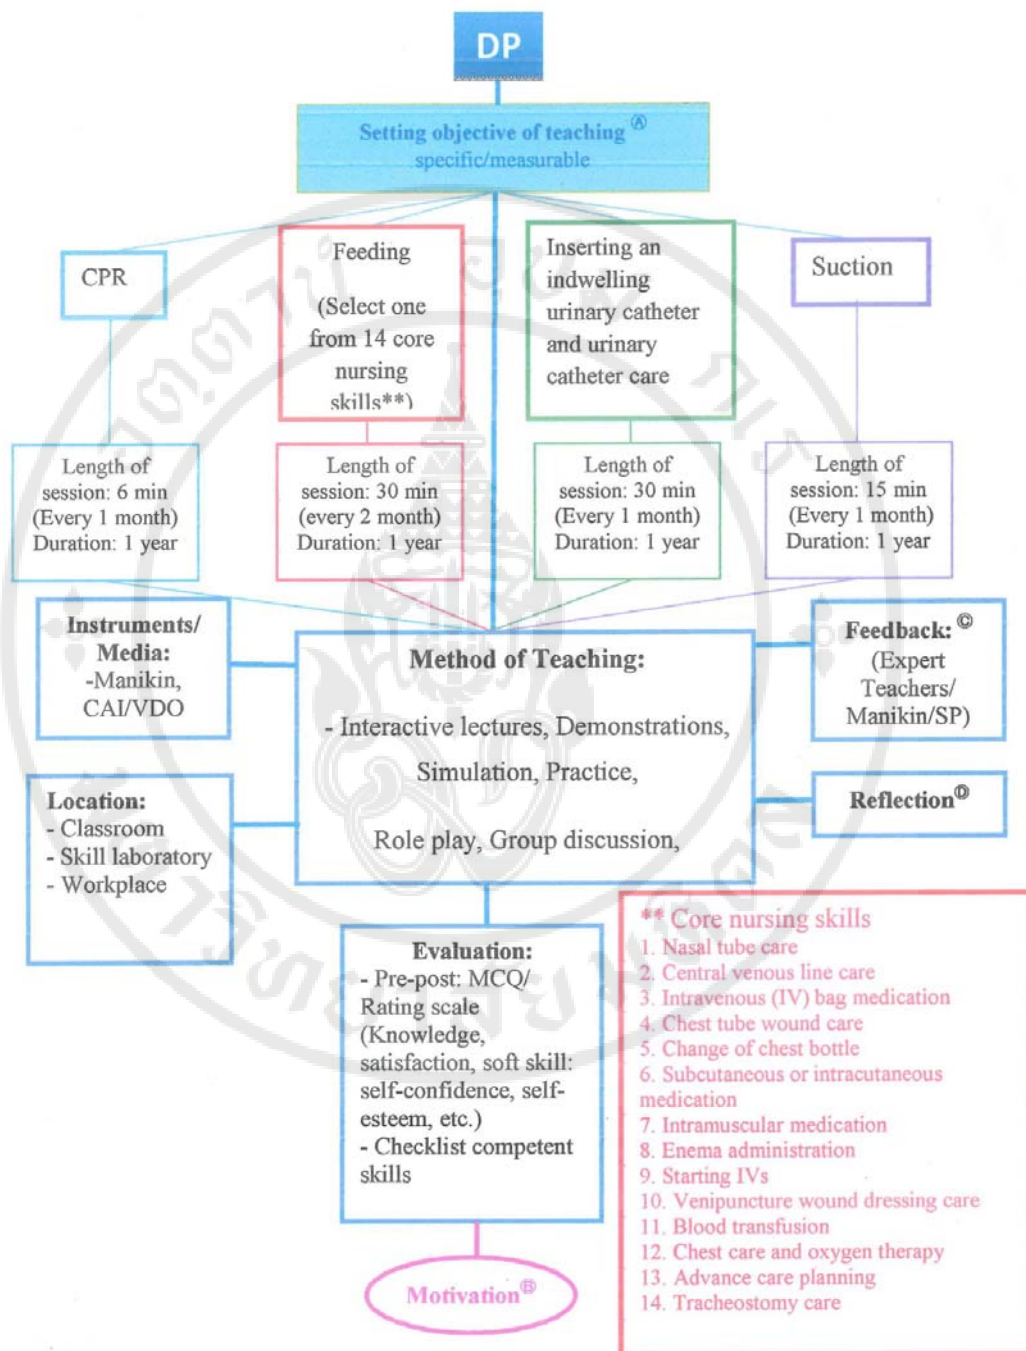 DP
Setting objective of teaching Ⓐ
specific/measurable
CPR
Feeding
(Select one
from 14 core
nursing
skills**)
Inserting an
indwelling
urinary catheter
and urinary
catheter care
Suction
Length of
session: 6 min
(Every 1 month)
Duration: 1 year
Length of
session: 30 min
(every 2 month)
Duration: 1 year
Length of
session: 30 min
(Every 1 month)
Duration: 1 year
Length of
session: 15 min
(Every 1 month)
Duration: 1 year
Instruments/
Media:
-Manikin,
CAI/VDO
Method of Teaching:
- Interactive lectures, Demonstrations,
Simulation, Practice,
Role play, Group discussion,
Feedback: Ⓒ
(Expert
Teachers/
Manikin/SP)
Location:
- Classroom
- Skill laboratory
- Workplace
ReflectionⒹ
Evaluation:
- Pre-post: MCQ/
Rating scale
(Knowledge,
satisfaction, soft skill:
self-confidence, self-
esteem, etc.)
- Checklist competent
skills
MotivationⒷ
** Core nursing skills
1. Nasal tube care
2. Central venous line care
3. Intravenous (IV) bag medication
4. Chest tube wound care
5. Change of chest bottle
6. Subcutaneous or intracutaneous
medication
7. Intramuscular medication
8. Enema administration
9. Starting IVs
10. Venipuncture wound dressing care
11. Blood transfusion
12. Chest care and oxygen therapy
13. Advance care planning
14. Tracheostomy care